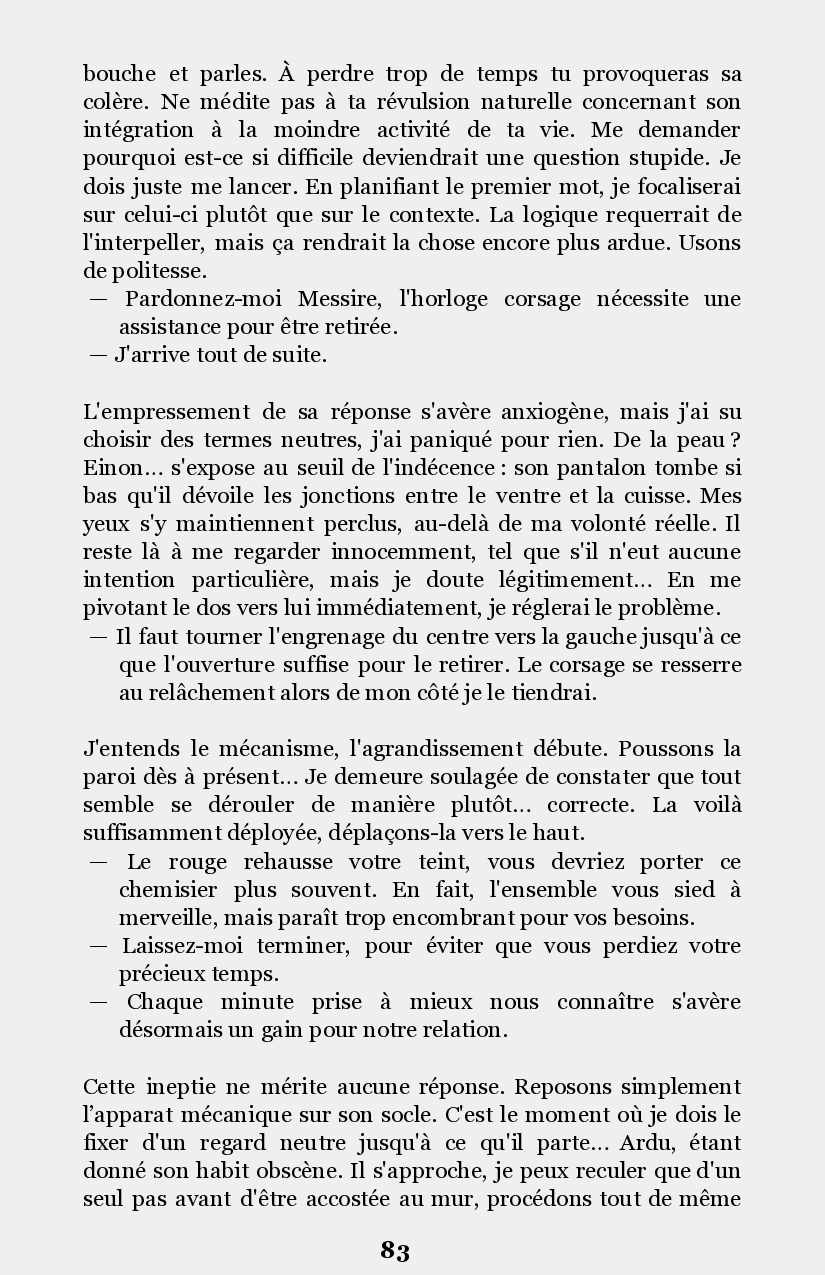 bouche et parles. À perdre trop de temps tu provoqueras sa
colère. Ne médite pas à ta révulsion naturelle concernant son
intégration à la moindre activité de ta vie. Me demander
pourquoi est-ce si difficile deviendrait une question stupide. Je
dois juste me lancer. En planifiant le premier mot, je focaliserai
sur celui-ci plutôt que sur le contexte. La logique requerrait de
l'interpeller, mais ça rendrait la chose encore plus ardue. Usons
de politesse.
— Pardonnez-moi Messire, l'horloge corsage nécessite une
assistance pour être retirée.
— J'arrive tout de suite.
L'empressement de sa réponse s'avère anxiogène, mais j'ai su
choisir des termes neutres, j'ai paniqué pour rien. De la peau ?
Einon... s'expose au seuil de l'indécence : son pantalon tombe si
bas qu'il dévoile les jonctions entre le ventre et la cuisse. Mes
yeux s'y maintiennent perclus, au-delà de ma volonté réelle. Il
reste là à me regarder innocemment, tel que s'il n'eut aucune
intention particulière, mais je doute légitimement... En me
pivotant le dos vers lui immédiatement, je réglerai le problème.
— Il faut tourner l'engrenage du centre vers la gauche jusqu'à ce
que l'ouverture suffise pour le retirer. Le corsage se resserre
au relâchement alors de mon côté je le tiendrai.
J'entends le mécanisme, l'agrandissement débute. Poussons la
paroi dès à présent... Je demeure soulagée de constater que tout
semble se dérouler de manière plutôt... correcte. La voilà
suffisamment déployée, déplaçons-la vers le haut.
— Le rouge rehausse votre teint, vous devriez porter ce
chemisier plus souvent. En fait, l'ensemble vous sied à
merveille, mais paraît trop encombrant pour vos besoins.
— Laissez-moi terminer, pour éviter que vous perdiez votre
précieux temps.
— Chaque minute prise à mieux nous connaître s'avère
désormais un gain pour notre relation.
Cette ineptie ne mérite aucune réponse. Reposons simplement
l’apparat mécanique sur son socle. C'est le moment où je dois le
fixer d'un regard neutre jusqu'à ce qu'il parte... Ardu, étant
donné son habit obscène. Il s'approche, je peux reculer que d'un
seul pas avant d'être accostée au mur, procédons tout de même
83